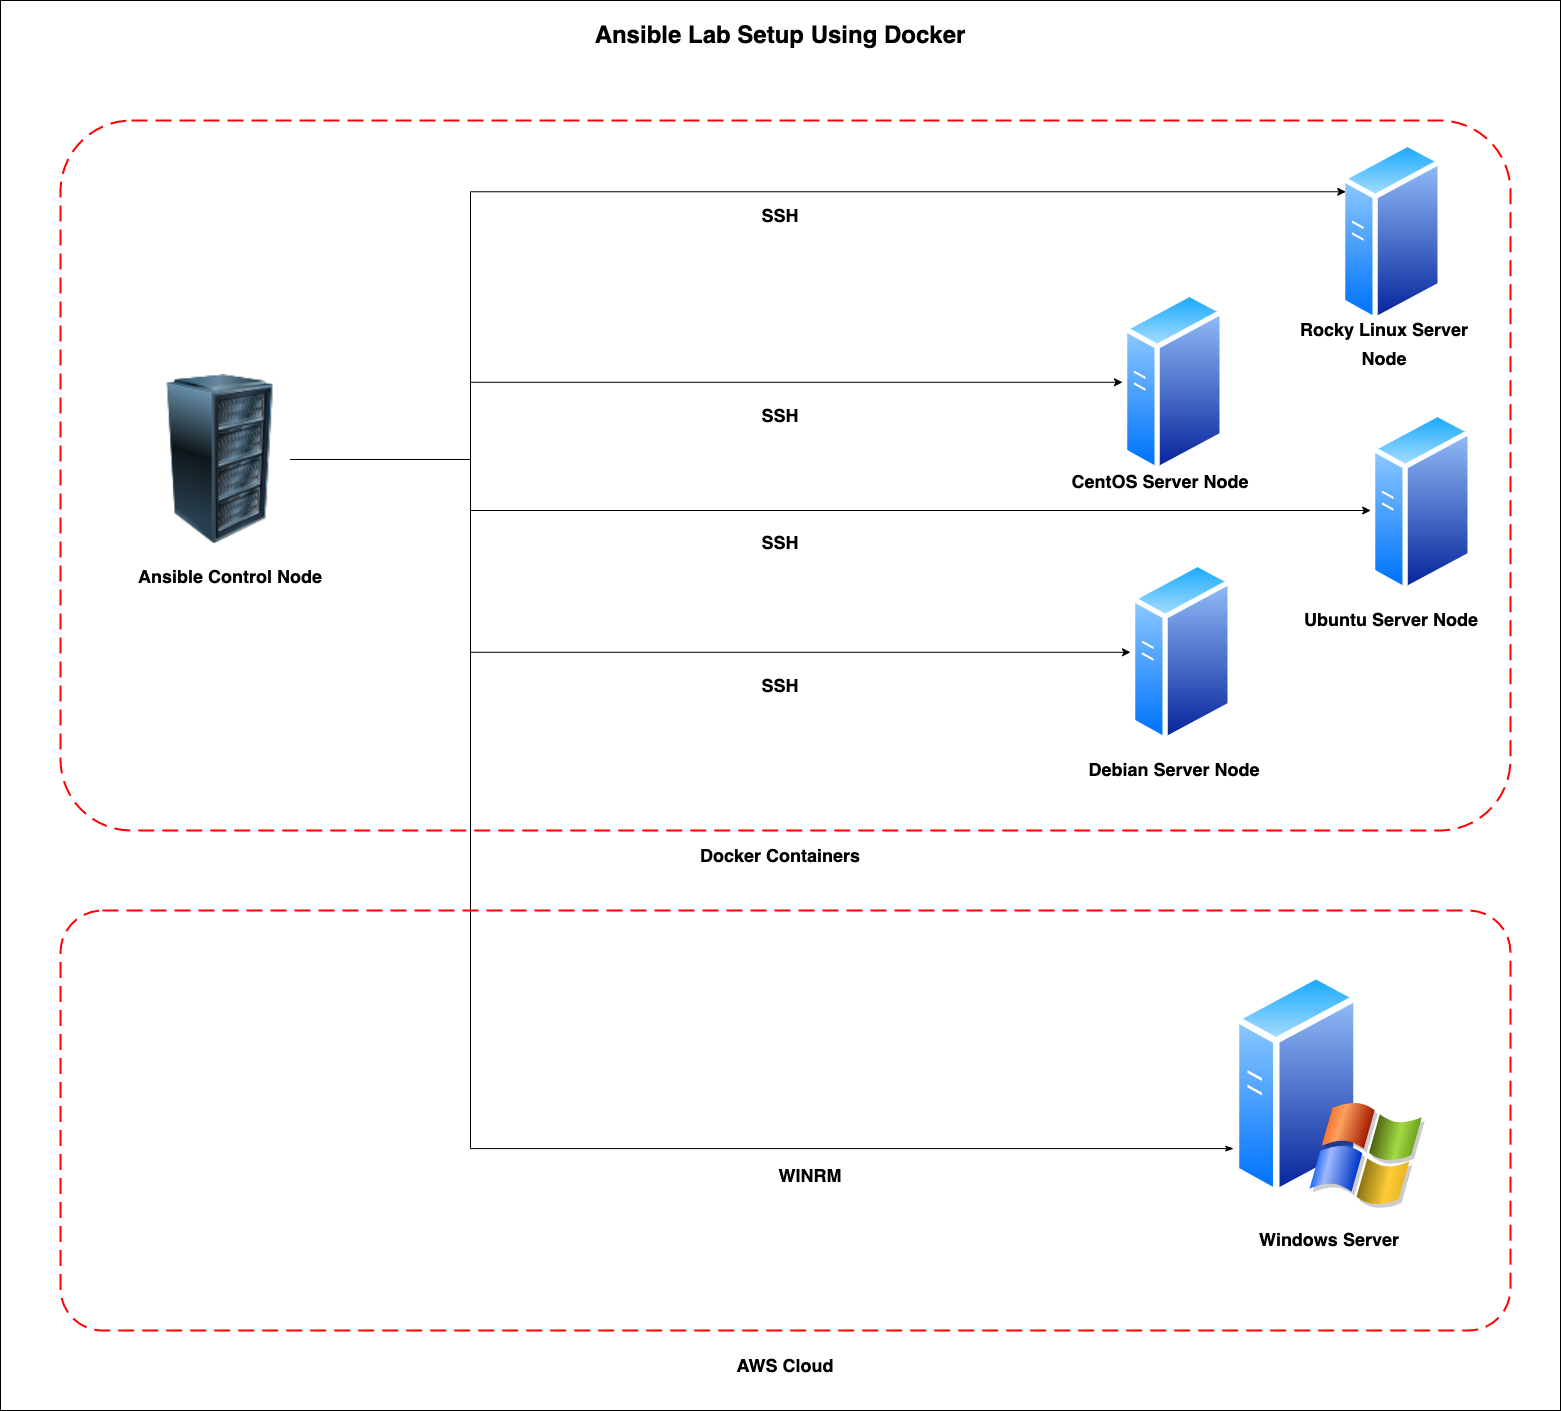 Ansible Lab Setup Using Docker
SSH
Rocky Linux Server
Node
SSH
CentOS Server Node
SSH
Ansible Control Node
Ubuntu Server Node
SSH
Debian Server Node
Docker Containers
WINRM
Windows Server
AWS Cloud